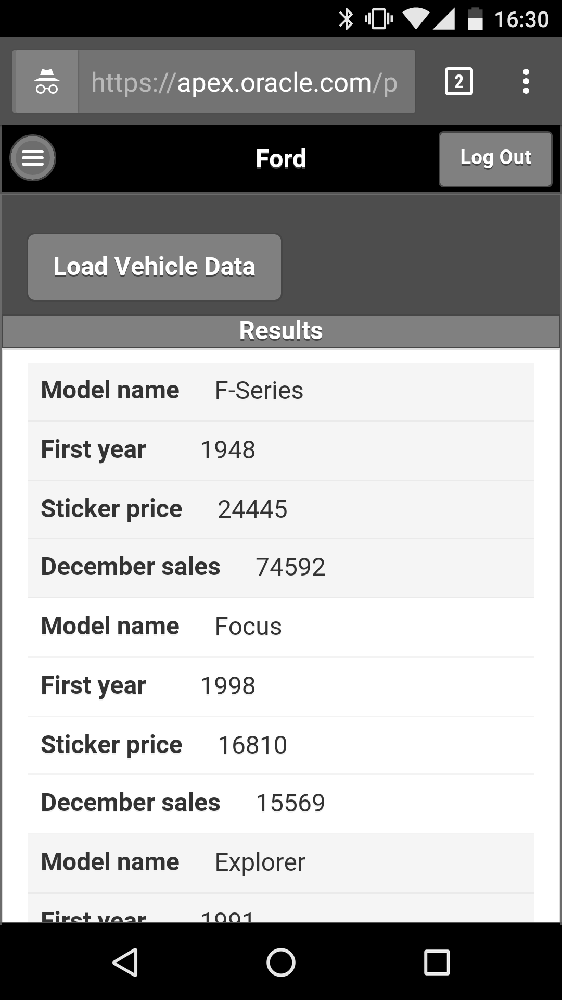 16:30
https://apex.oracle.com/p
2
Ford
Log Out
Load Vehicle Data
Results
Model name F-Series
First year 1948
Sticker price 24445
December sales 74592
Model name Focus
First year 1998
Sticker price 16810
December sales 15569
Model name Explorer
First year 1991